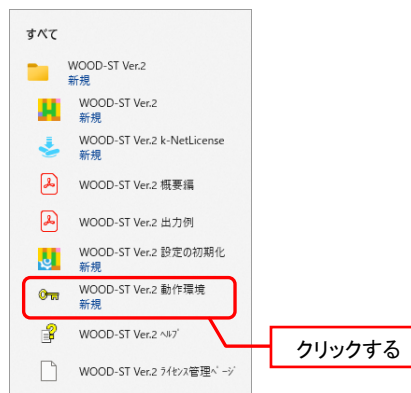 すべて
WOOD-ST Ver.2
新規
WOOD-ST Ver.2
新規
WOOD-ST Ver.2 k-NetLicense
新規
WOOD-ST Ver.2 概要編
WOOD-ST Ver.2 出力例
WOOD-ST Ver.2 設定の初期化
新規
WOOD-ST Ver.2 動作環境
新規
WOOD-ST Ver.2 ﾍﾙﾌﾟ
クリックする
WOOD-ST Ver.2 ﾗｲｾﾝｽ管理ﾍﾟｰｼﾞ